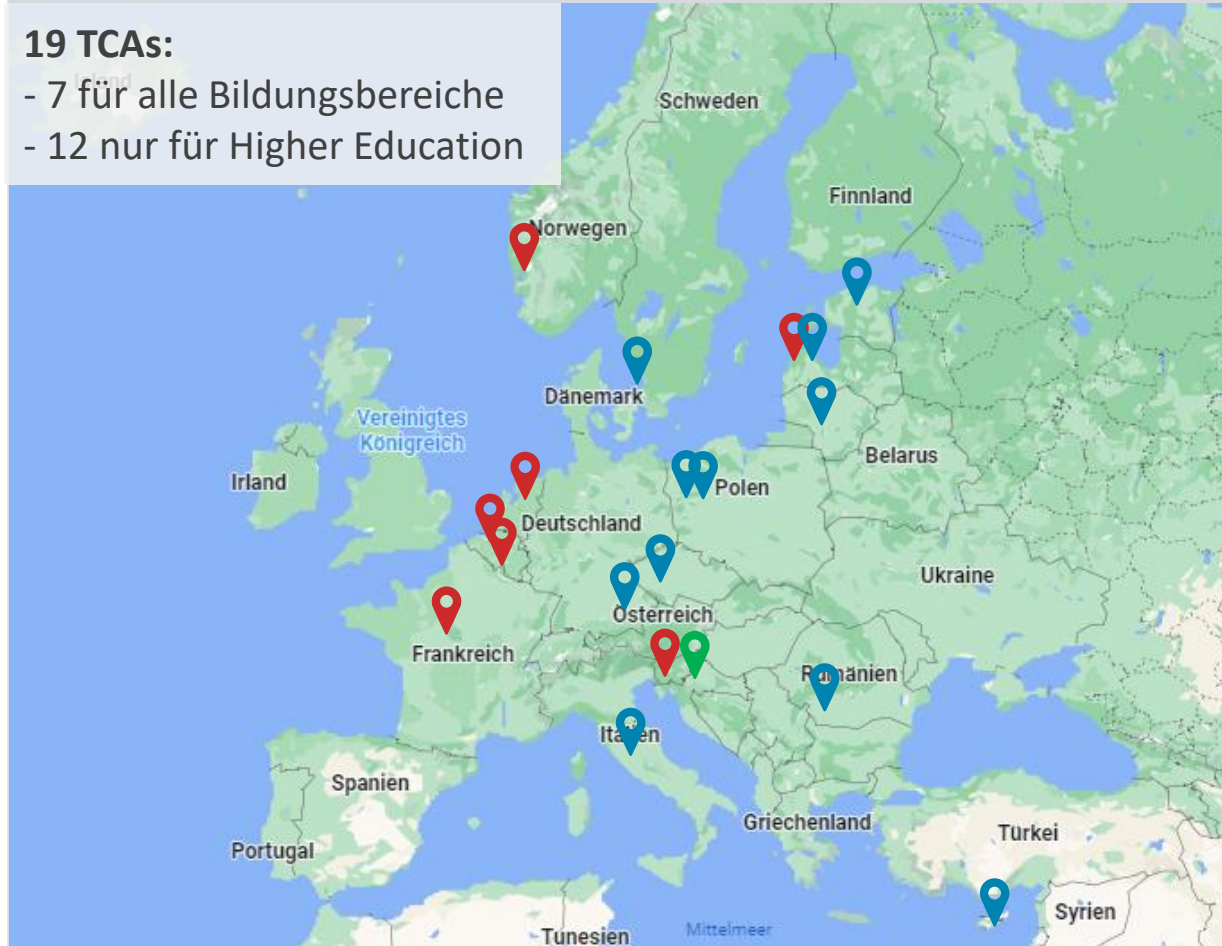 19 TCAs:
Island
- 7 für alle Bildungsbereiche
- 12 nur für Higher Education
Schweden
Finnland
Norwegen
Dänemark
Vereinigtes
Königreich
Irland
Belarus
Polen
Deutschland
Ukraine
Österreich
Frankreich
Rumänien
Italien
Spanien
Griechenland
Türkei
Portugal
Syrien
Mittelmeer
Tunesien